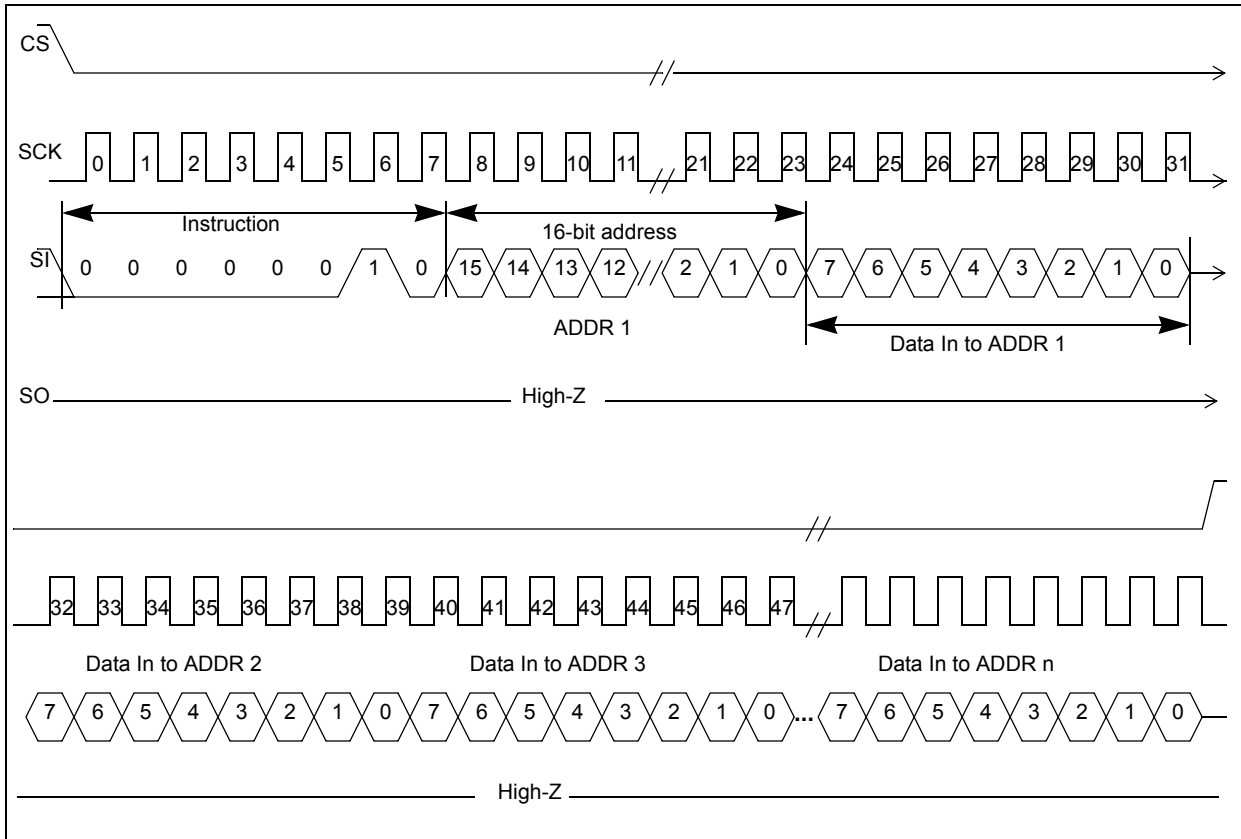 CS
SCK 0 1 2 3 4 5 6 7 8 9 10 11 21 22 23 24 25 26 27 28 29 30 31
Instruction 16-bit address
SI 0 0 0 0 0 0 1 0 15 14 13 12 2 1 0 7 6 5 4 3 2 1 0
ADDR 1 Data In to ADDR 1
SO High-Z
32 33 34 35 36 37 38 39 40 41 42 43 44 45 46 47
Data In to ADDR 2 Data In to ADDR 3 Data In to ADDR n
7 6 5 4 3 2 1 0 7 6 5 4 3 2 1 0 ... 7 6 5 4 3 2 1 0
High-Z